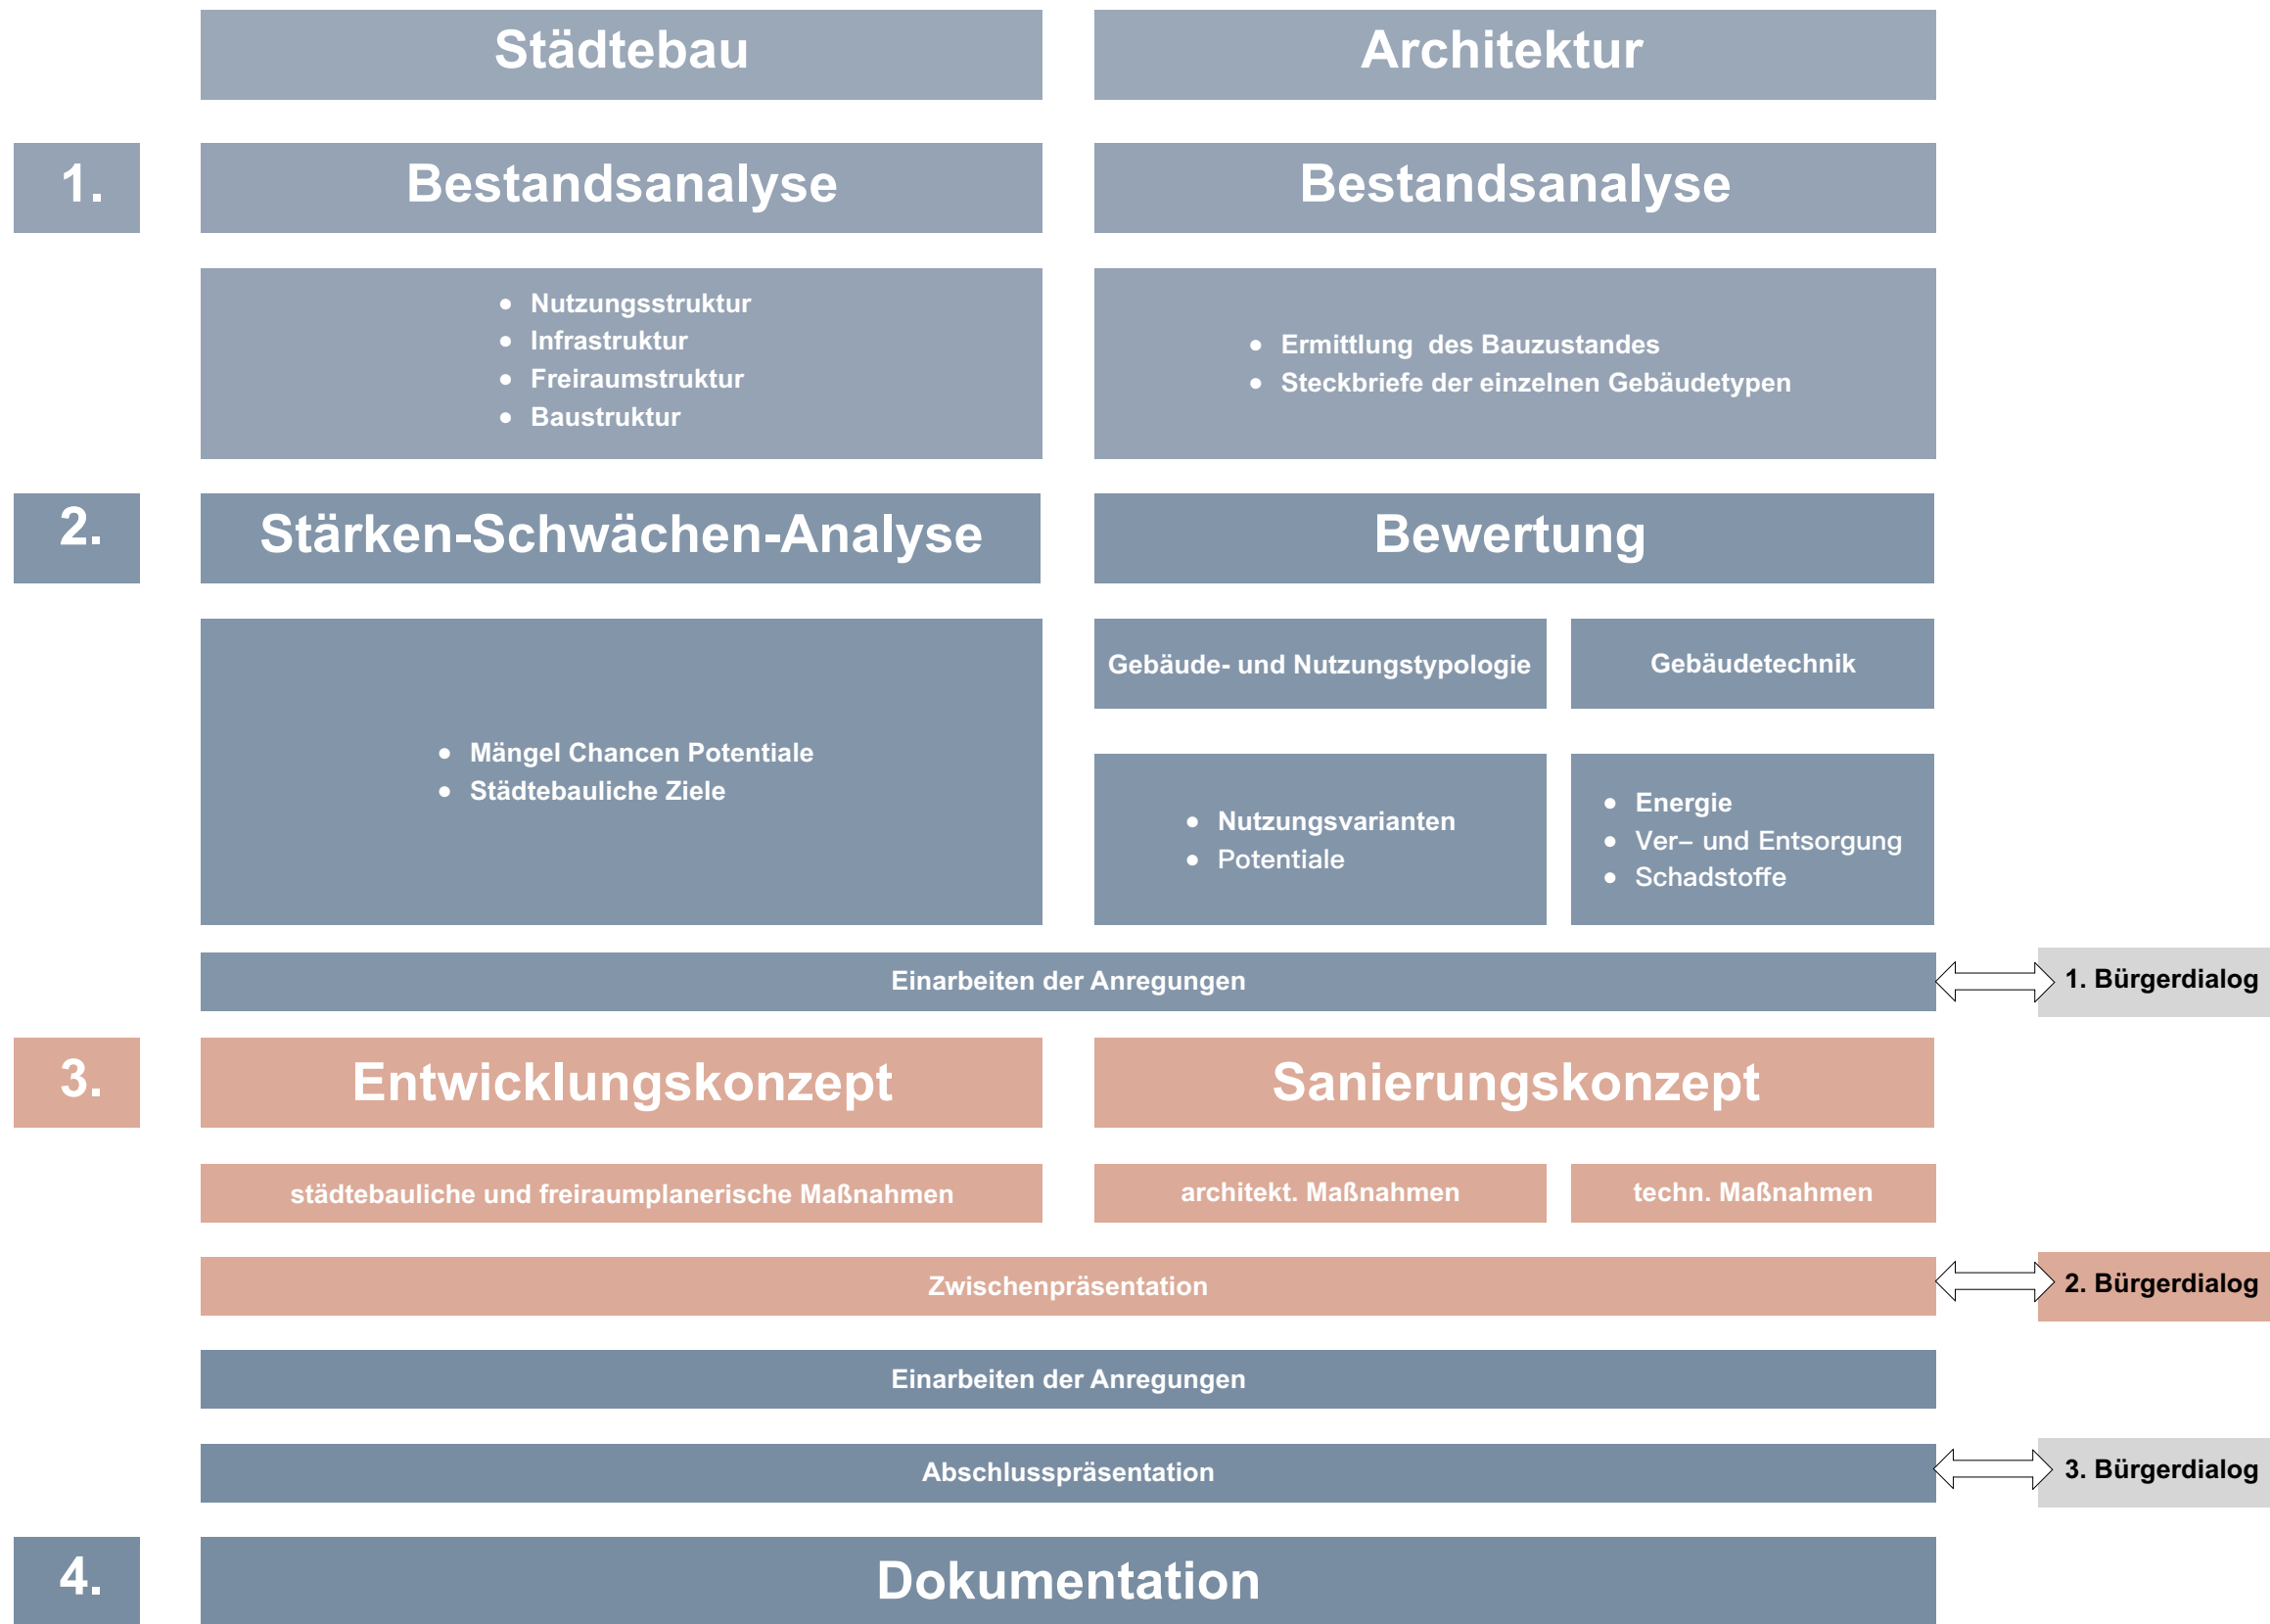 Städtebau
Architektur
1.
Bestandsanalyse
Bestandsanalyse
● Nutzungsstruktur
● Infrastruktur
● Freiraumstruktur
● Baustruktur
● Ermittlung des Bauzustandes
● Steckbriefe der einzelnen Gebäudetypen
2.
Stärken-Schwächen-Analyse
Bewertung
● Mängel Chancen Potentiale
● Städtebauliche Ziele
Gebäude- und Nutzungstypologie
Gebäudetechnik
● Nutzungsvarianten
● Potentiale
● Energie
● Ver– und Entsorgung
● Schadstoffe
Einarbeiten der Anregungen
1. Bürgerdialog
3.
Entwicklungskonzept
Sanierungskonzept
städtebauliche und freiraumplanerische Maßnahmen
architekt. Maßnahmen
techn. Maßnahmen
Zwischenpräsentation
2. Bürgerdialog
Einarbeiten der Anregungen
Abschlusspräsentation
3. Bürgerdialog
4.
Dokumentation